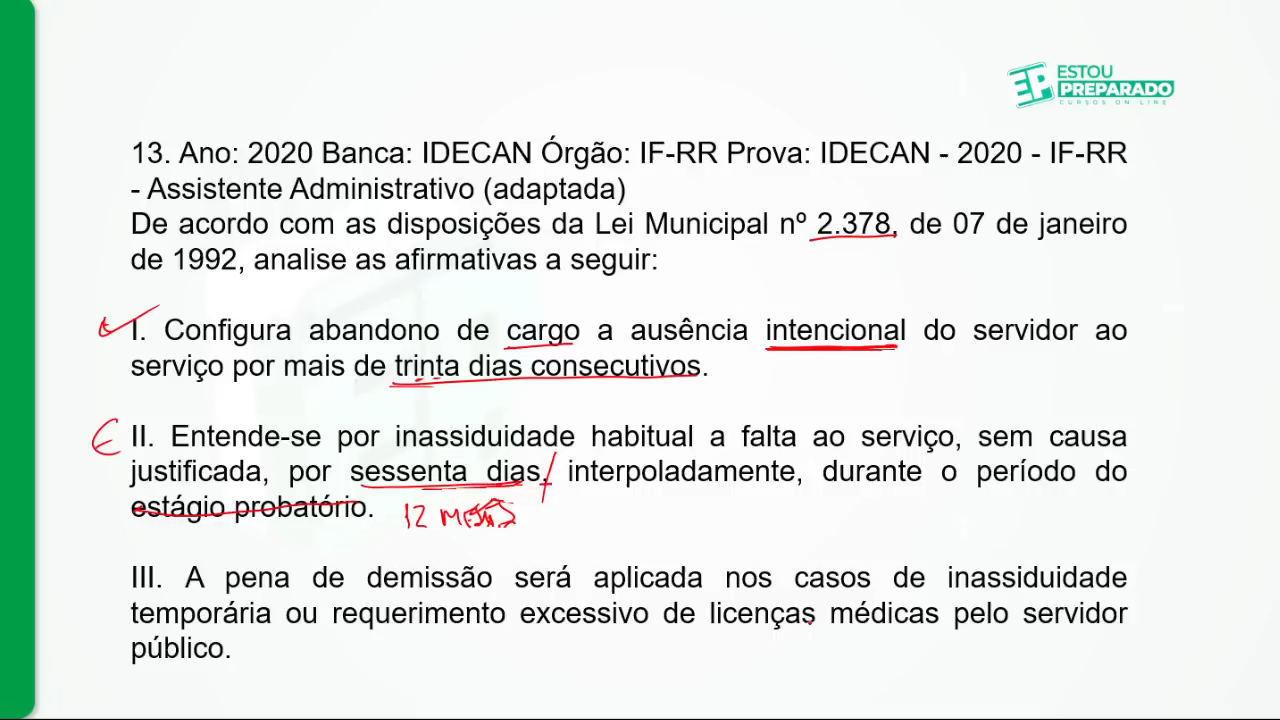 EP ESTOU
PREPARADO
CURSOS ON LINE
13. Ano: 2020 Banca: IDECAN Órgão: IF-RR Prova: IDECAN - 2020 - IF-RR
- Assistente Administrativo (adaptada)
De acordo com as disposições da Lei Municipal nº 2.378, de 07 de janeiro
de 1992, analise as afirmativas a seguir:
I. Configura abandono de cargo a ausência intencional do servidor ao
serviço por mais de trinta dias consecutivos.
E II. Entende-se por inassiduidade habitual a falta ao serviço, sem causa
justificada, por sessenta dias, interpoladamente, durante o período do
estágio probatório. 12 MESES
III. A pena de demissão será aplicada nos casos de inassiduidade
temporária ou requerimento excessivo de licenças médicas pelo servidor
público.